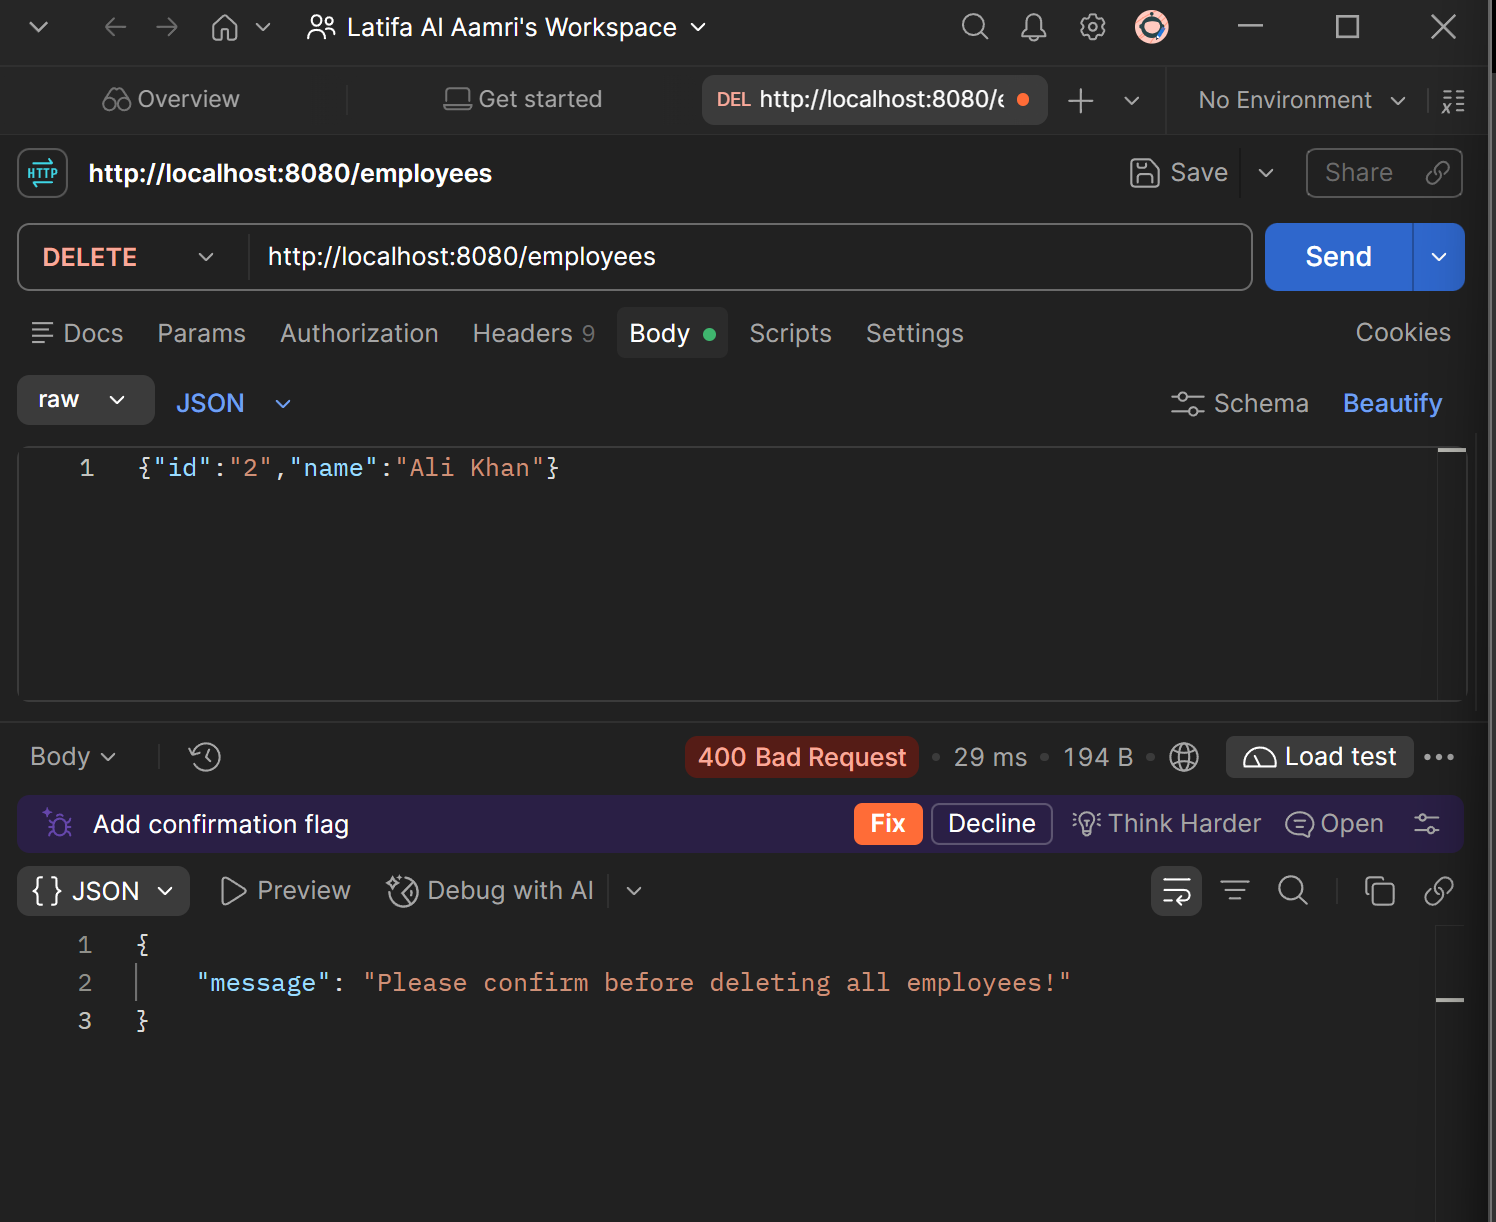 Latifa Al Aamri's Workspace
Overview
Get started
DEL http://localhost:8080/e
No Environment
HTTP http://localhost:8080/employees
Save
Share
DELETE http://localhost:8080/employees
Send
Docs Params Authorization Headers 9 Body Scripts Settings Cookies
raw JSON Schema Beautify
1 {"id":"2","name":"Ali Khan"}
Body 400 Bad Request • 29 ms • 194 B • Load test
Add confirmation flag Fix Decline Think Harder Open
{} JSON Preview Debug with AI
1 {
2 "message": "Please confirm before deleting all employees!"
3 }